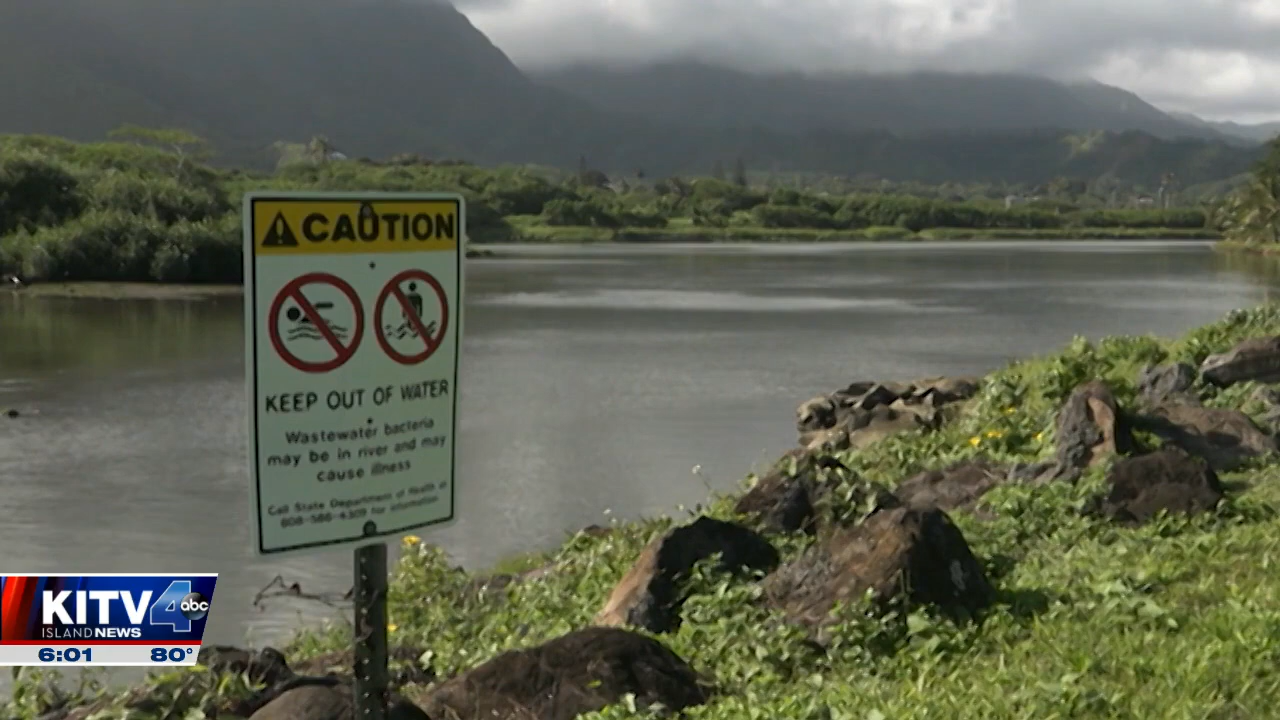 CAUTION
KEEP OUT OF WATER
Wastewater bacteria
may be in river and may
cause illness
Call State Department of Health at
808-586-4309 for information
KITV4
abc
ISLAND NEWS
6:01 80°